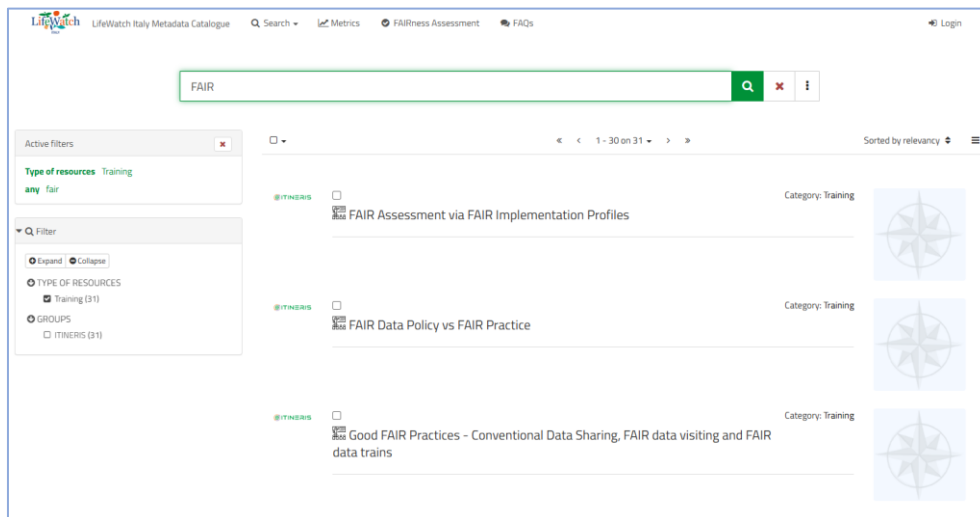 LifeWatch
LifeWatch Italy Metadata Catalogue
Search
Metrics
FAIRness Assessment
FAQs
Login
FAIR
Active filters
Type of resources Training
any fair
Filter
Expand
Collapse
TYPE OF RESOURCES
Training (31)
GROUPS
ITINERIS (31)
« ‹ 1 - 30 on 31 › »
Sorted by relevancy
ITINERIS
Category: Training
FAIR Assessment via FAIR Implementation Profiles
ITINERIS
Category: Training
FAIR Data Policy vs FAIR Practice
ITINERIS
Category: Training
Good FAIR Practices - Conventional Data Sharing, FAIR data visiting and FAIR
data trains